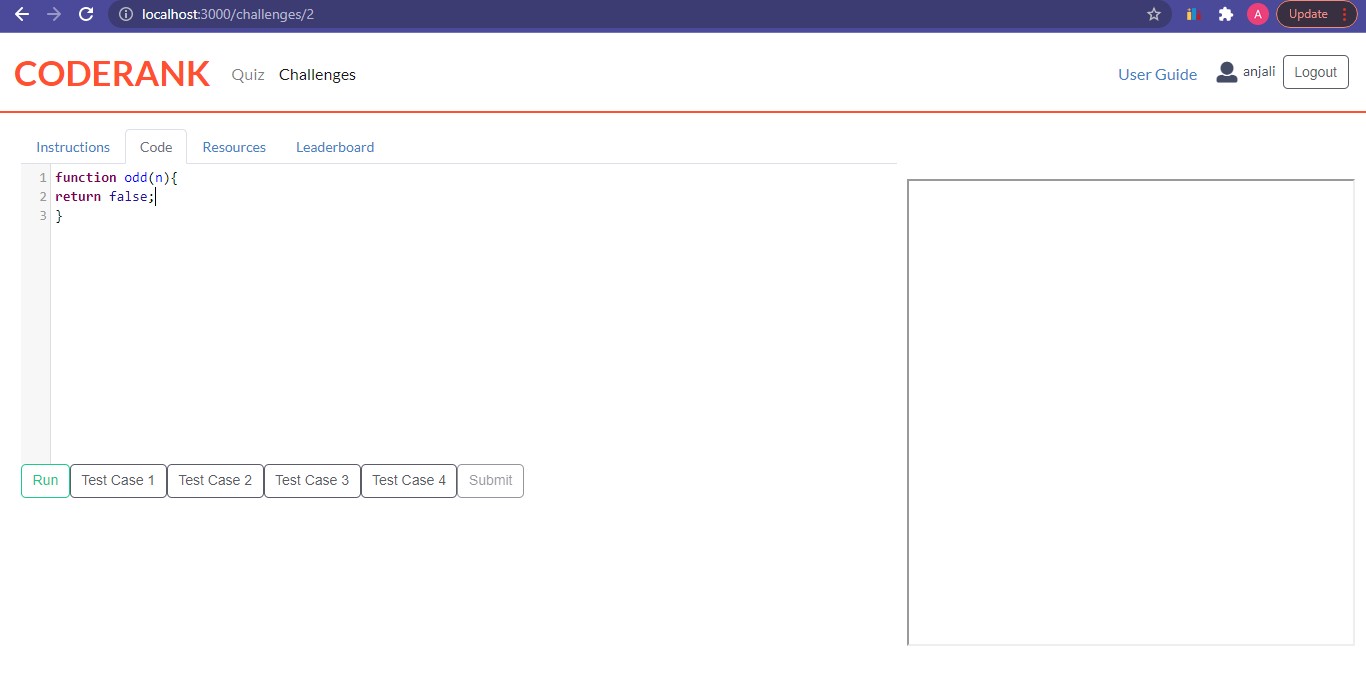 localhost:3000/challenges/2
A
Update
CODERANK
Quiz
Challenges
User Guide
anjali
Logout
Instructions
Code
Resources
Leaderboard
1 function odd(n){
2 return false;
3 }
Run
Test Case 1
Test Case 2
Test Case 3
Test Case 4
Submit